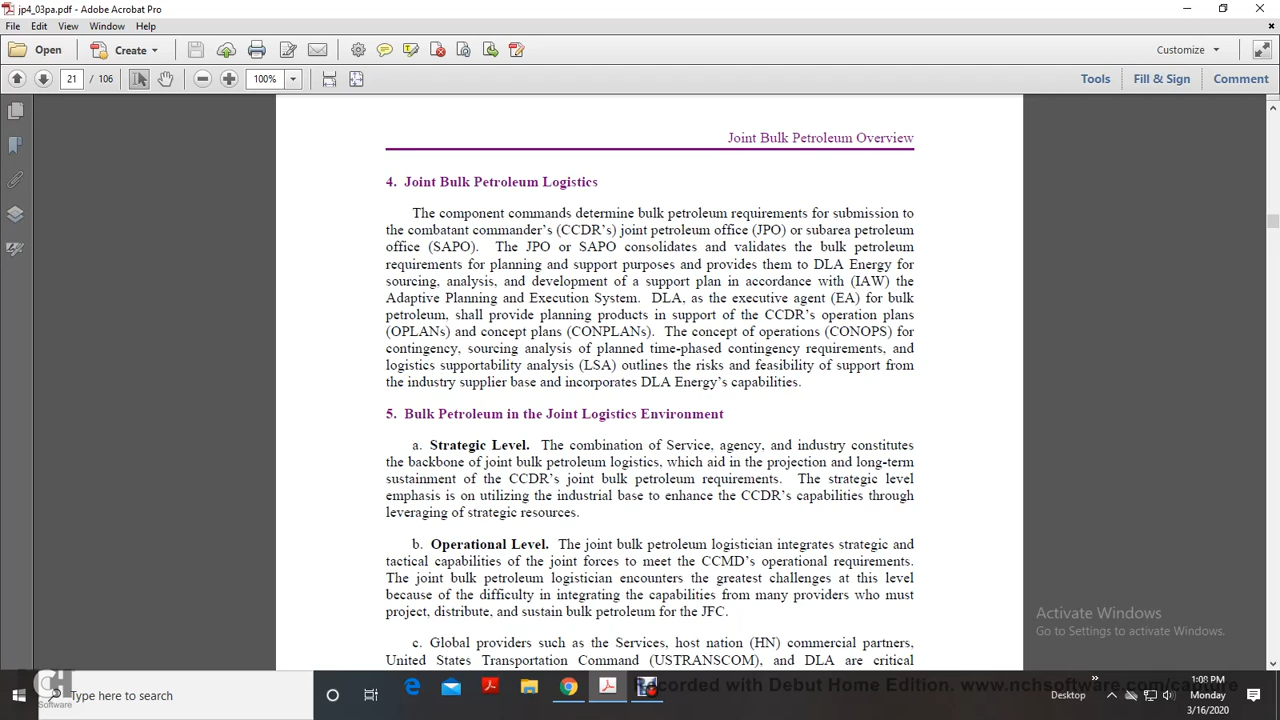 jp4_03pa.pdf - Adobe Acrobat Pro
File Edit View Window Help
Open Create Customize
21 / 106 100% Tools Fill & Sign Comment
Joint Bulk Petroleum Overview
4. Joint Bulk Petroleum Logistics
The component commands determine bulk petroleum requirements for submission to
the combatant commander's (CCDR's) joint petroleum office (JPO) or subarea petroleum
office (SAPO). The JPO or SAPO consolidates and validates the bulk petroleum
requirements for planning and support purposes and provides them to DLA Energy for
sourcing, analysis, and development of a support plan in accordance with (IAW) the
Adaptive Planning and Execution System. DLA, as the executive agent (EA) for bulk
petroleum, shall provide planning products in support of the CCDR's operation plans
(OPLANs) and concept plans (CONPLANs). The concept of operations (CONOPS) for
contingency, sourcing analysis of planned time-phased contingency requirements, and
logistics supportability analysis (LSA) outlines the risks and feasibility of support from
the industry supplier base and incorporates DLA Energy's capabilities.
5. Bulk Petroleum in the Joint Logistics Environment
a. Strategic Level. The combination of Service, agency, and industry constitutes
the backbone of joint bulk petroleum logistics, which aid in the projection and long-term
sustainment of the CCDR's joint bulk petroleum requirements. The strategic level
emphasis is on utilizing the industrial base to enhance the CCDR's capabilities through
leveraging of strategic resources.
b. Operational Level. The joint bulk petroleum logistician integrates strategic and
tactical capabilities of the joint forces to meet the CCMD's operational requirements.
The joint bulk petroleum logistician encounters the greatest challenges at this level
because of the difficulty in integrating the capabilities from many providers who must
project, distribute, and sustain bulk petroleum for the JFC.
c. Global providers such as the Services, host nation (HN) commercial partners,
United States Transportation Command (USTRANSCOM), and DLA are critical
Activate Windows
Go to Settings to activate Windows.
NCH Software
Type here to search
Recorded with Debut Home Edition. www.nchsoftware.com/capture
Desktop
1:08 PM
Monday
3/16/2020